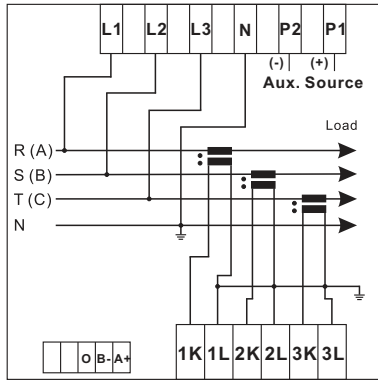 L1 L2 L3 N P2 P1
(-) (+)
Aux. Source
Load
R (A)
S (B)
T (C)
N
O B- A+
1K 1L 2K 2L 3K 3L